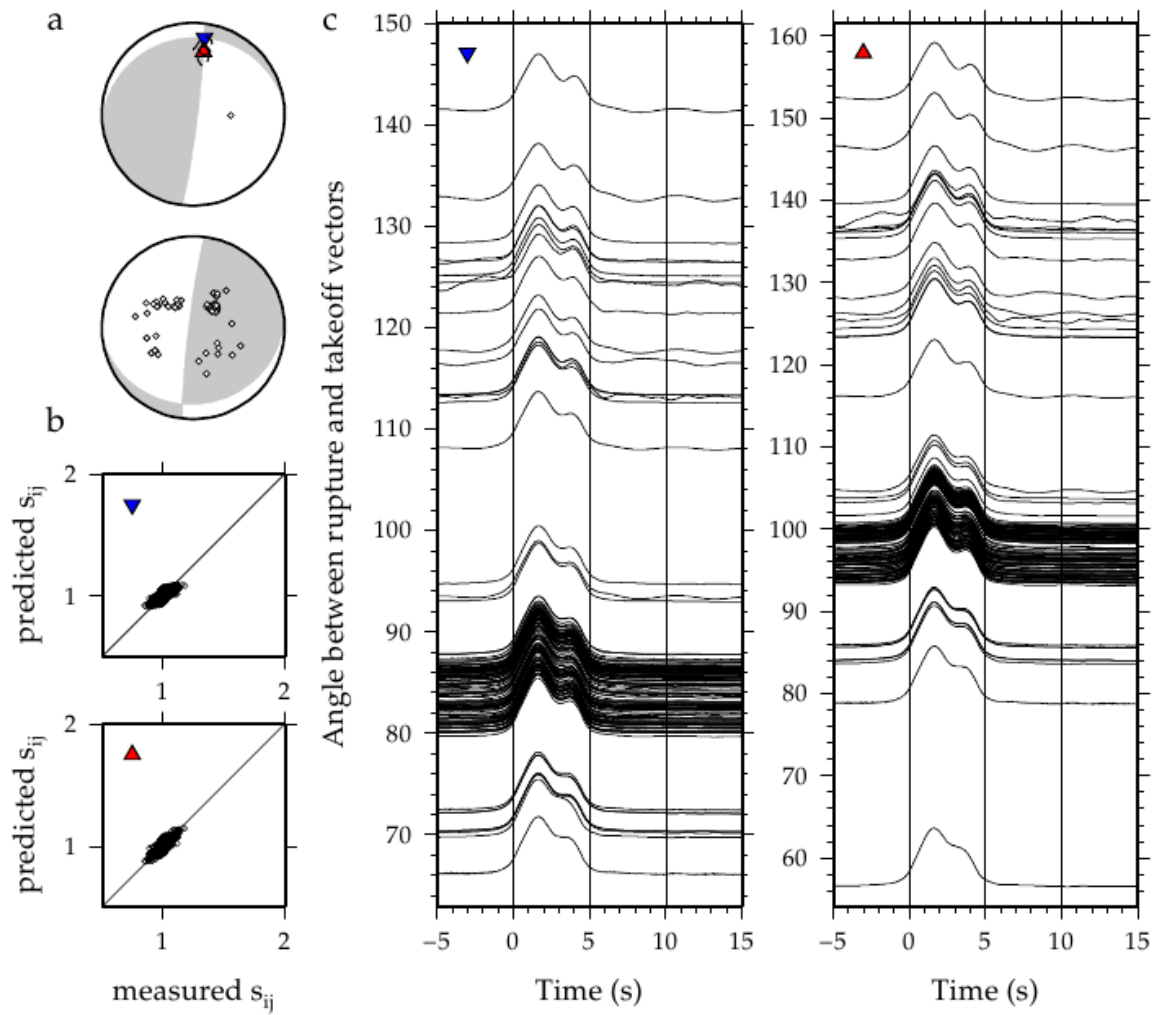 a
b
2
predicted s_ij
1
1
2
2
predicted s_ij
1
1
2
measured s_ij
c
Angle between rupture and takeoff vectors
150
140
130
120
110
100
90
80
70
−5 0 5 10 15
Time (s)
160
150
140
130
120
110
100
90
80
70
60
−5 0 5 10 15
Time (s)